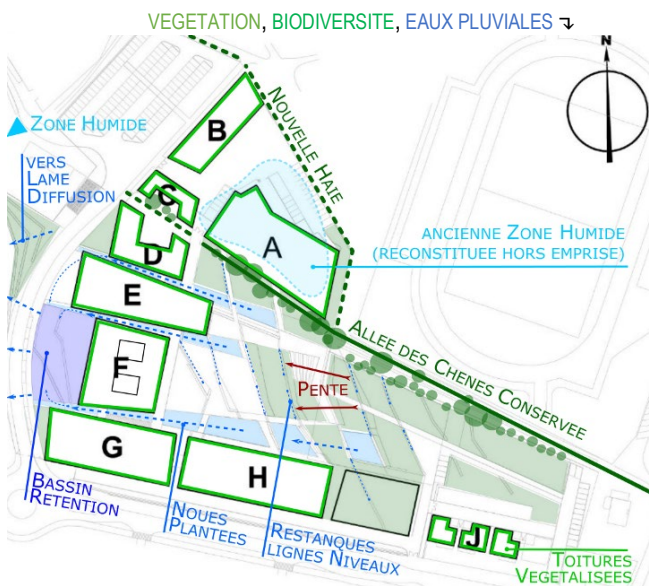 VEGETATION, BIODIVERSITE, EAUX PLUVIALES
N
ZONE HUMIDE
VERS
LAME
DIFFUSION
NOUVELLE HAIE
B
C
A
D
E
F
G
H
J
ANCIENNE ZONE HUMIDE
(RECONSTITUEE HORS EMPRISE)
ALLEE DES CHENES CONSERVEE
PENTE
BASSIN
RETENTION
NOUES
PLANTEES
RESTANQUES
LIGNES NIVEAUX
TOITURES
VEGETALISEES